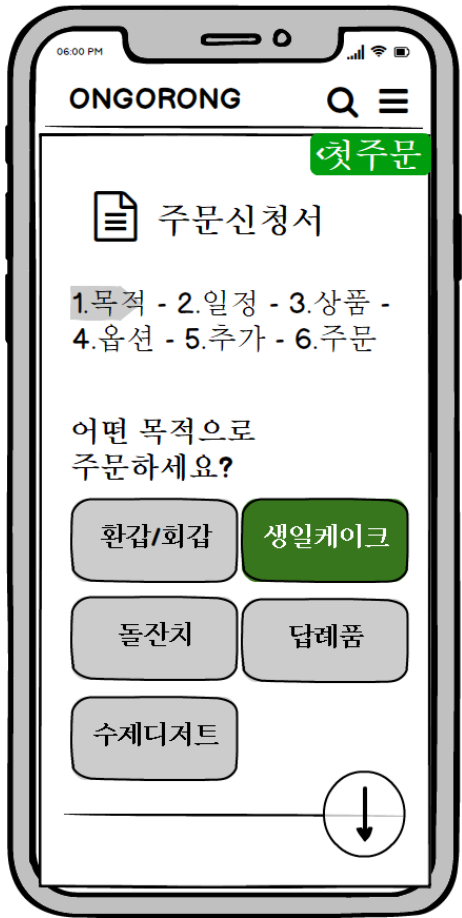 06:00 PM
ONGORONG
<첫주문
주문신청서
1.목적 - 2.일정 - 3.상품 -
4.옵션 - 5.추가 - 6.주문
어떤 목적으로
주문하세요?
환갑/회갑
생일케이크
돌잔치
답례품
수제디저트